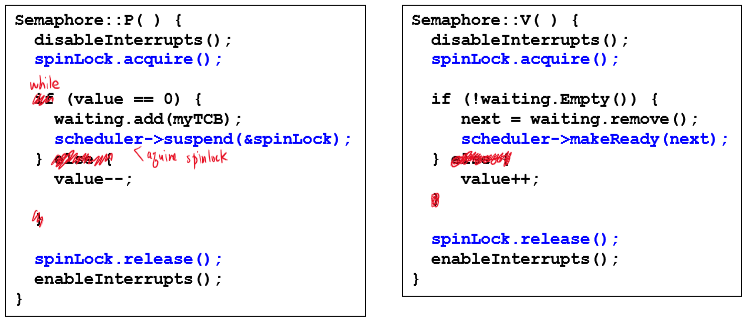 Semaphore::P( ) {
disableInterrupts();
spinLock.acquire();
while
if (value == 0) {
waiting.add(myTCB);
scheduler->suspend(&spinLock);
} else {
aquire spinlock
value--;
}
spinLock.release();
enableInterrupts();
}
Semaphore::V( ) {
disableInterrupts();
spinLock.acquire();
if (!waiting.Empty()) {
next = waiting.remove();
scheduler->makeReady(next);
} else {
value++;
}
spinLock.release();
enableInterrupts();
}